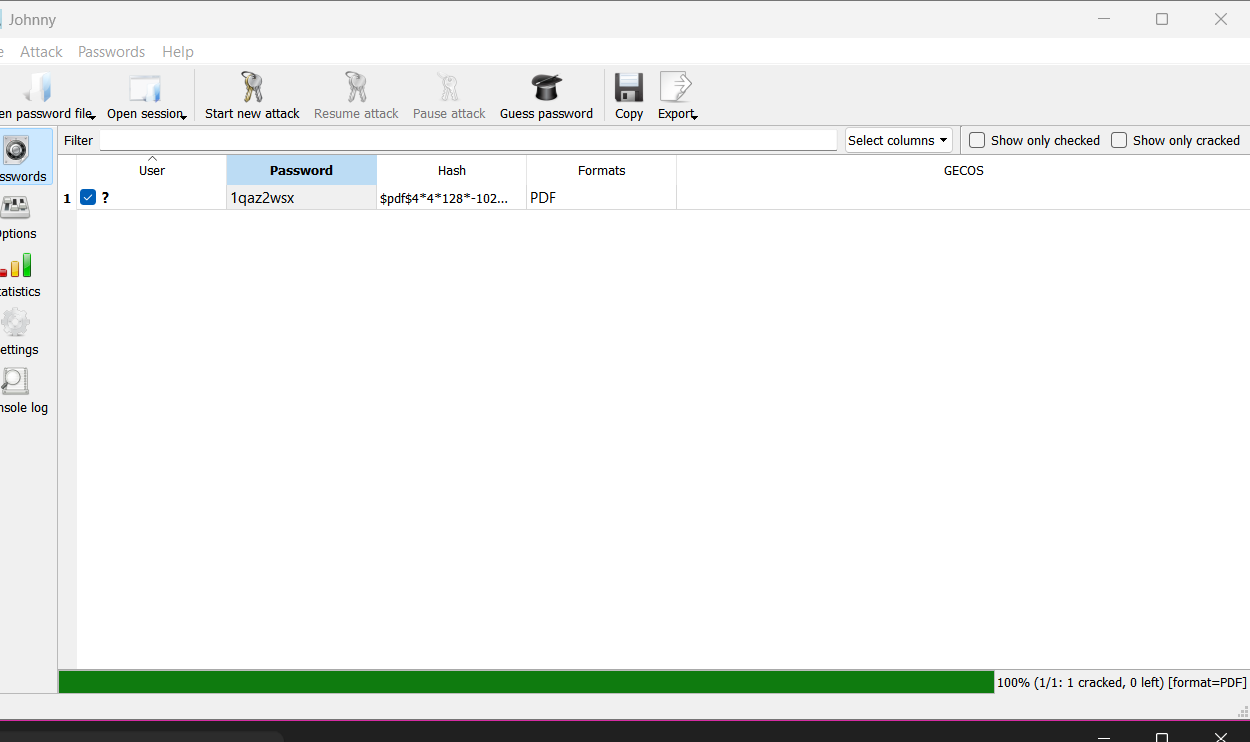 Johnny
e Attack Passwords Help
en password file Open session Start new attack Resume attack Pause attack Guess password Copy Export
Filter Select columns Show only checked Show only cracked
sswords User Password Hash Formats GECOS
1 ? 1qaz2wsx $pdf$4*4*128*-102... PDF
ptions
tatistics
ettings
nsole log
100% (1/1: 1 cracked, 0 left) [format=PDF]